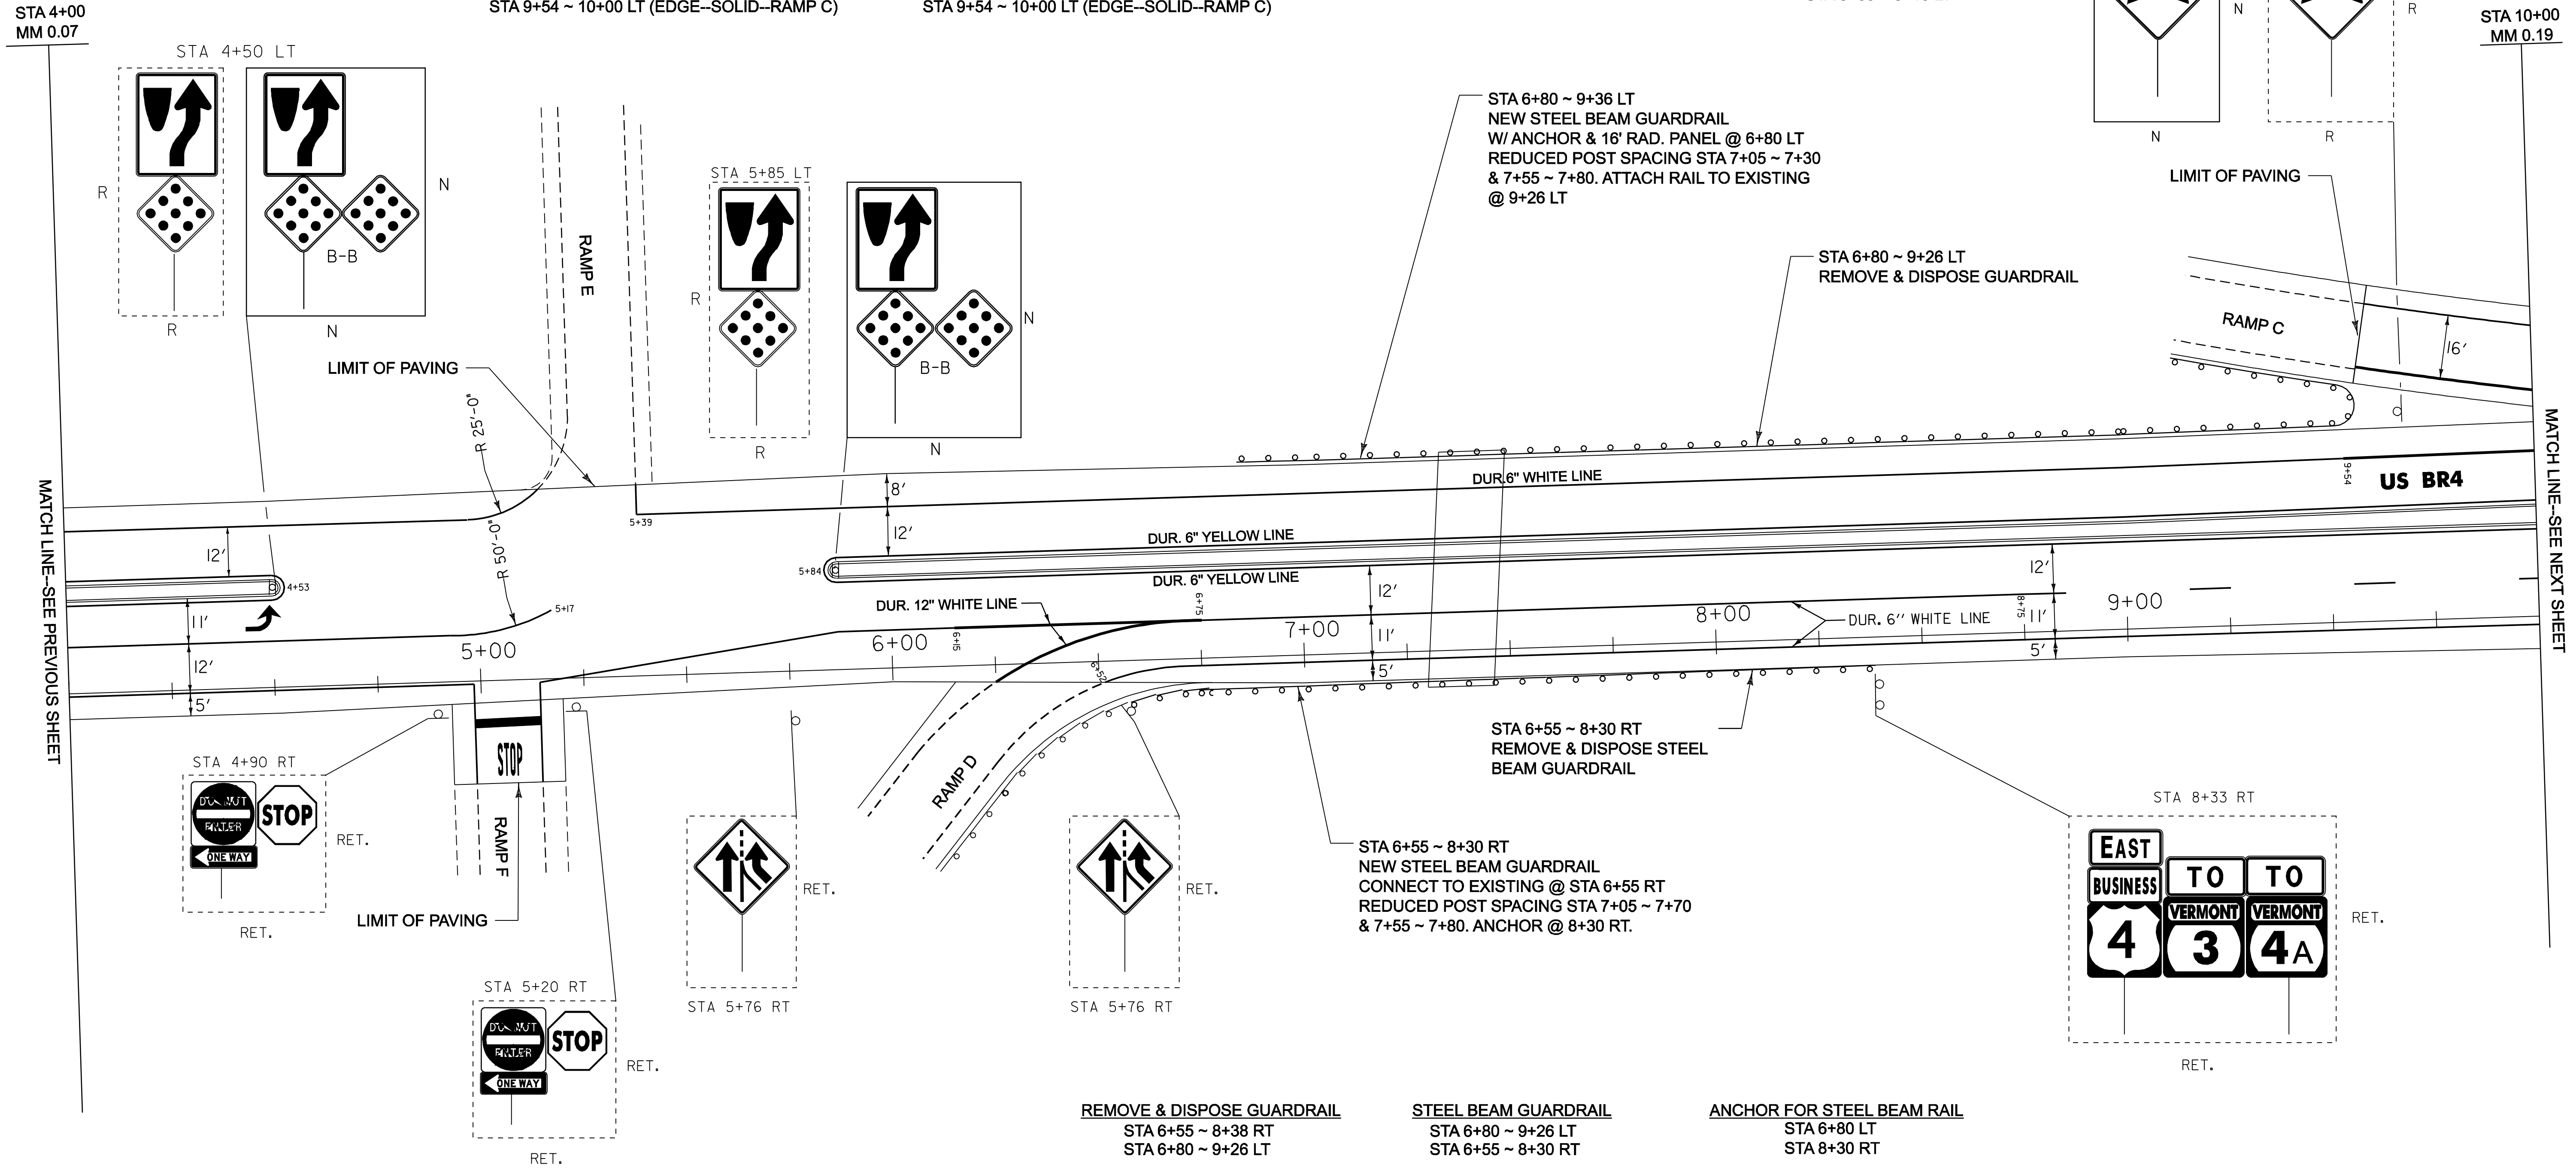 STA 4+00
MM 0.07
STA 9+54 ~ 10+00 LT (EDGE--SOLID--RAMP C)
STA 9+54 ~ 10+00 LT (EDGE--SOLID--RAMP C)
N
R
STA 10+00
MM 0.19
STA 4+50 LT
R
N
B-B
R
N
STA 5+85 LT
R
N
B-B
R
N
RAMP E
LIMIT OF PAVING
STA 6+80 ~ 9+36 LT
NEW STEEL BEAM GUARDRAIL
W/ ANCHOR & 16' RAD. PANEL @ 6+80 LT
REDUCED POST SPACING STA 7+05 ~ 7+30
& 7+55 ~ 7+80. ATTACH RAIL TO EXISTING
@ 9+26 LT
STA 6+80 ~ 9+26 LT
REMOVE & DISPOSE GUARDRAIL
N
R
LIMIT OF PAVING
RAMP C
16'
MATCH LINE--SEE PREVIOUS SHEET
MATCH LINE--SEE NEXT SHEET
R 25'-0"
R 50'-0"
5+39
8'
12'
12'
DUR.6" WHITE LINE
9+54
US BR4
DUR. 6" YELLOW LINE
DUR. 6" YELLOW LINE
4+53
5+84
5+17
11'
12'
5'
DUR. 12" WHITE LINE
6+75
12'
11'
5'
12'
11'
5'
8+75
DUR. 6" WHITE LINE
5+00
6+00
7+00
8+00
9+00
6+15
6+52
STOP
RAMP F
LIMIT OF PAVING
RAMP D
STA 4+90 RT
STOP
ONE WAY
RET.
RET.
STA 5+20 RT
STOP
ONE WAY
RET.
RET.
RET.
STA 5+76 RT
RET.
STA 5+76 RT
STA 6+55 ~ 8+30 RT
REMOVE & DISPOSE STEEL
BEAM GUARDRAIL
STA 6+55 ~ 8+30 RT
NEW STEEL BEAM GUARDRAIL
CONNECT TO EXISTING @ STA 6+55 RT
REDUCED POST SPACING STA 7+05 ~ 7+70
& 7+55 ~ 7+80. ANCHOR @ 8+30 RT.
STA 8+33 RT
EAST
BUSINESS TO TO
4 VERMONT 3 VERMONT 4A
RET.
RET.
REMOVE & DISPOSE GUARDRAIL
STA 6+55 ~ 8+38 RT
STA 6+80 ~ 9+26 LT
STEEL BEAM GUARDRAIL
STA 6+80 ~ 9+26 LT
STA 6+55 ~ 8+30 RT
ANCHOR FOR STEEL BEAM RAIL
STA 6+80 LT
STA 8+30 RT